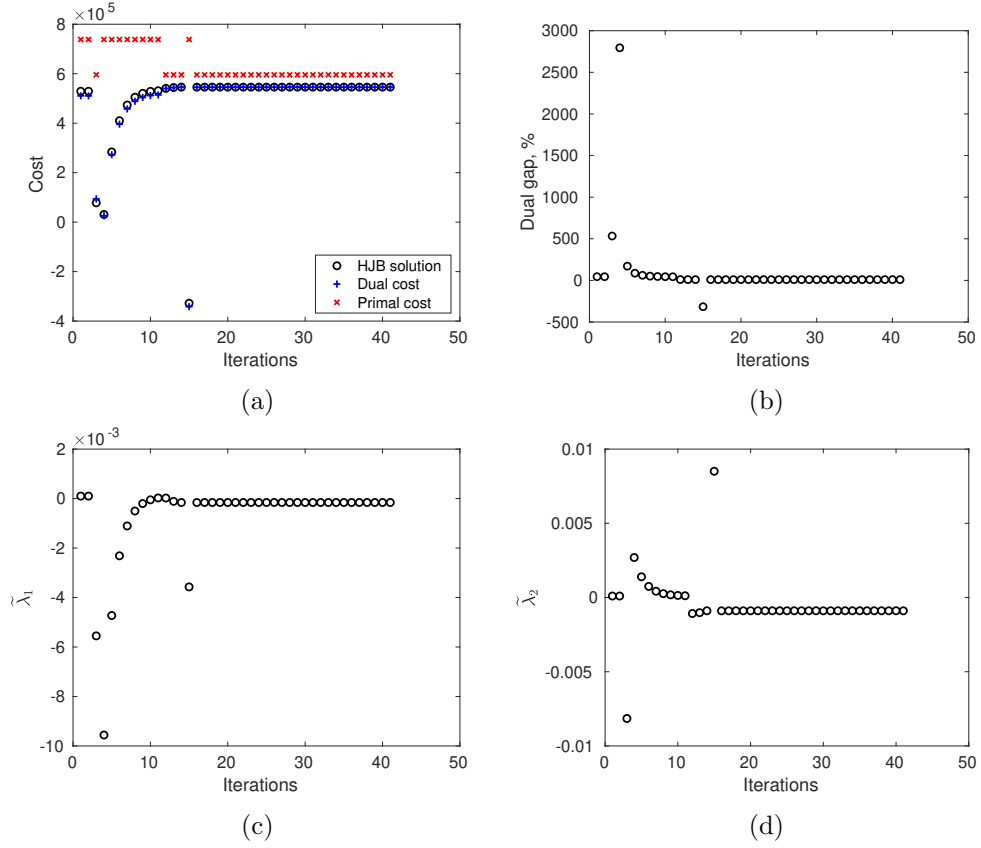 ×10 5
8
6
4
2
0
-2
-4
Cost
0 10 20 30 40 50
Iterations
HJB solution
Dual cost
Primal cost
(a)
3000
2500
2000
1500
1000
500
0
-500
Dual gap, %
0 10 20 30 40 50
Iterations
(b)
×10 -3
2
0
-2
-4
-6
-8
-10
λ̃1
0 10 20 30 40 50
Iterations
(c)
0.01
0.005
0
-0.005
-0.01
λ̃2
0 10 20 30 40 50
Iterations
(d)